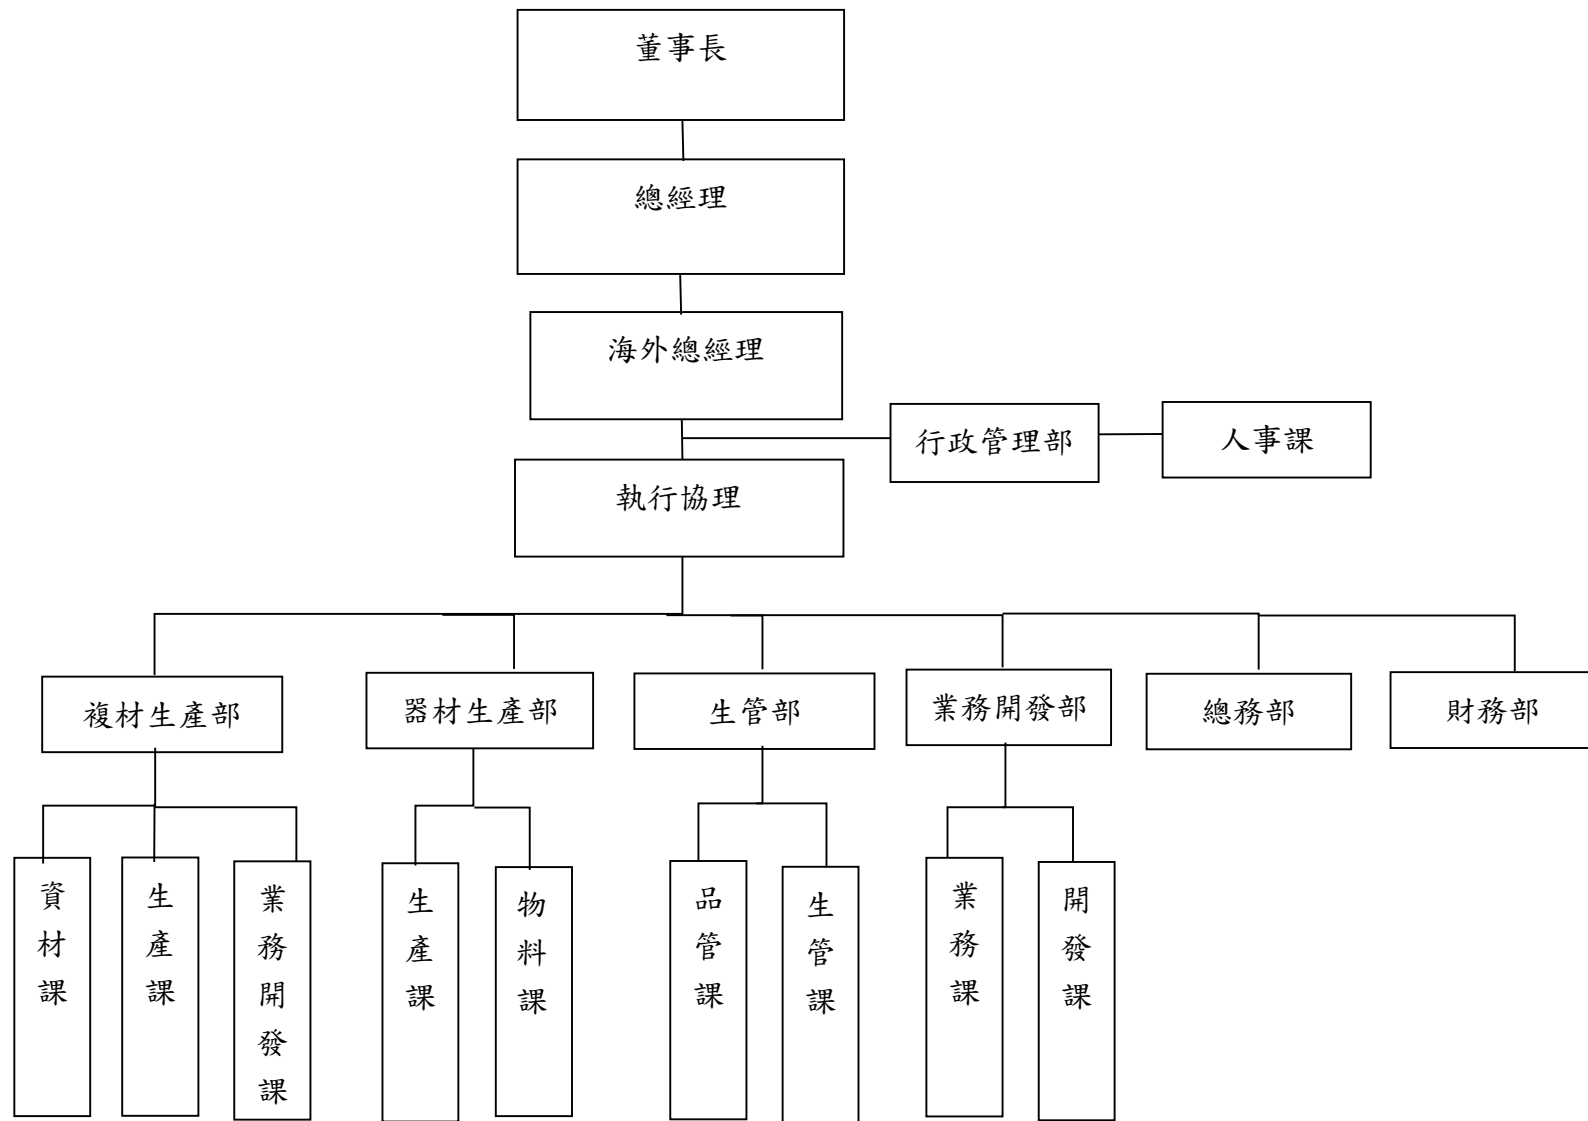 董事長
總經理
海外總經理
行政管理部
人事課
執行協理
複材生產部
器材生產部
生管部
業務開發部
總務部
財務部
資材課
生產課
業務開發課
生產課
物料課
品管課
生管課
業務課
開發課